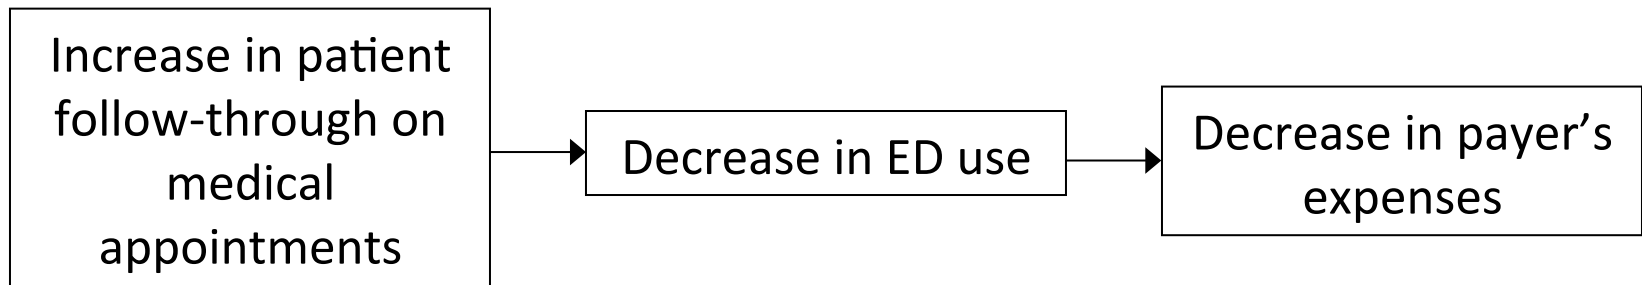 Increase in patient
follow-through on
medical
appointments
Decrease in ED use
Decrease in payer’s
expenses